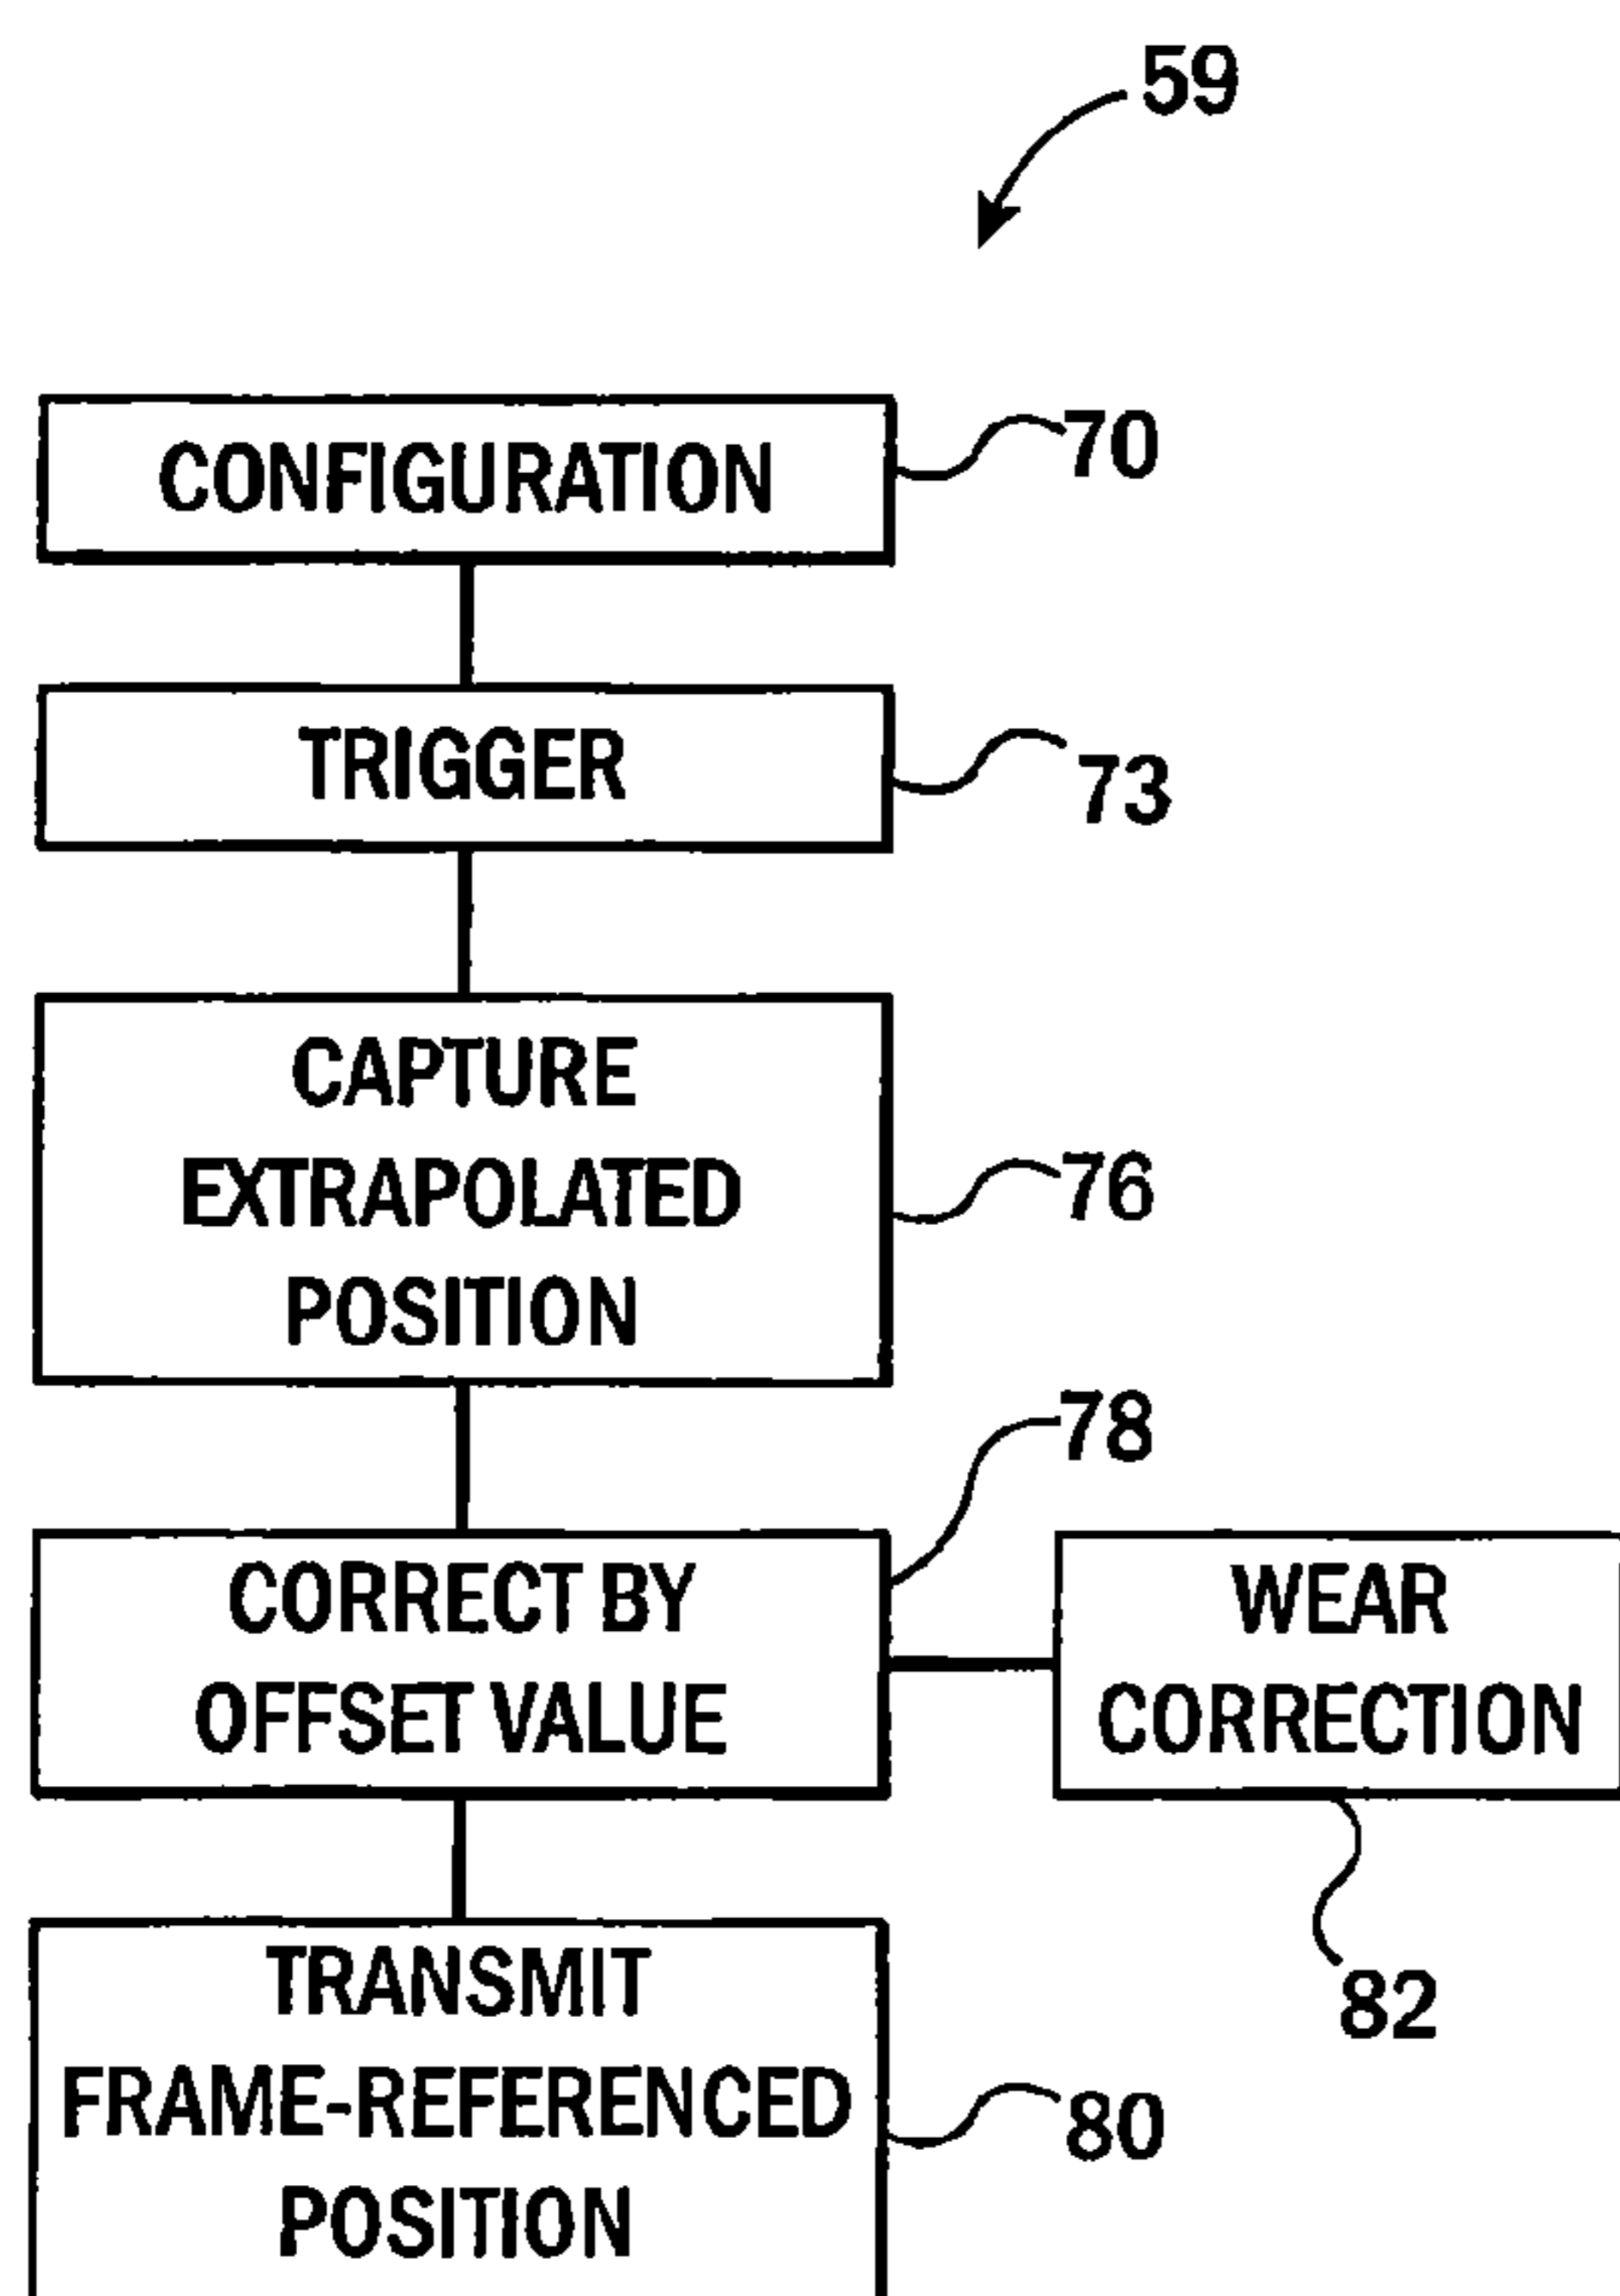 59
CONFIGURATION
70
TRIGGER
73
CAPTURE
EXTRAPOLATED
POSITION
76
78
CORRECT BY
OFFSET VALUE
WEAR
CORRECTION
82
TRANSMIT
FRAME-REFERENCED
POSITION
80